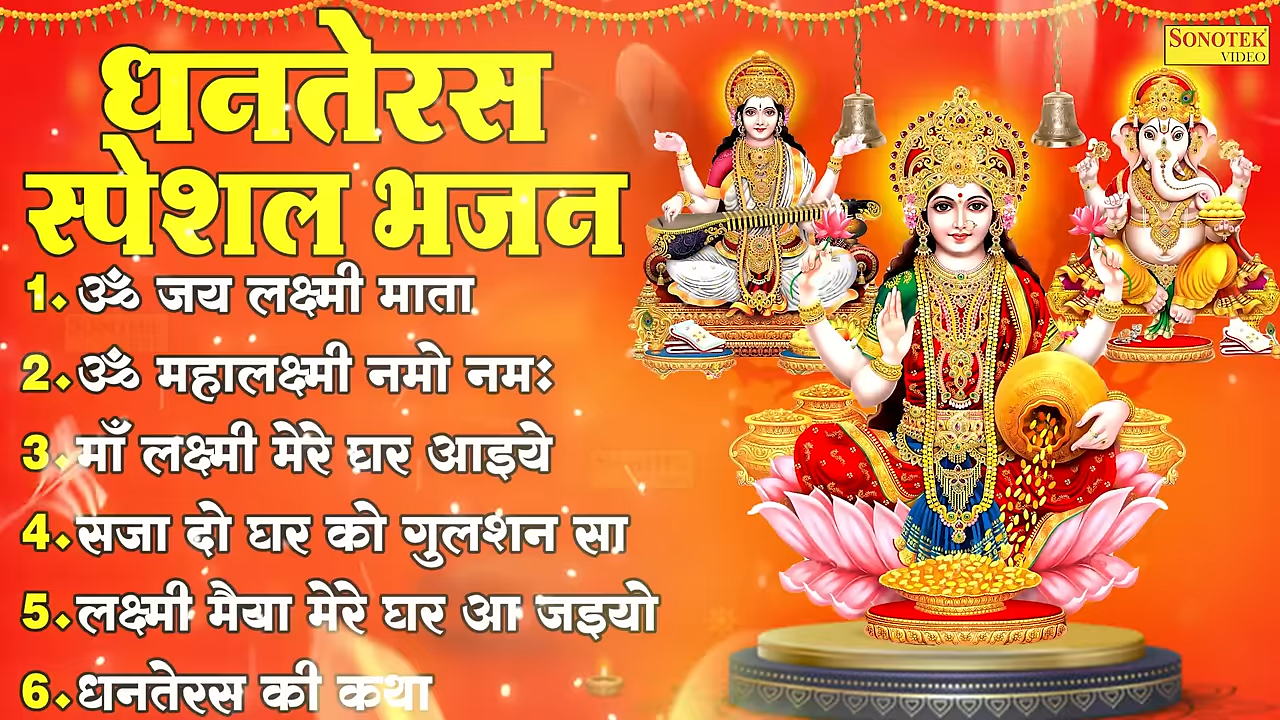 धनतेरस
स्पेशल भजन
1. ॐ जय लक्ष्मी माता
2. ॐ महालक्ष्मी नमो नमः
3. माँ लक्ष्मी मेरे घर आइये
4. सजा दो घर को गुलशन सा
5. लक्ष्मी मैया मेरे घर आ जइयो
6. धनतेरस की कथा
SONOTEK
VIDEO